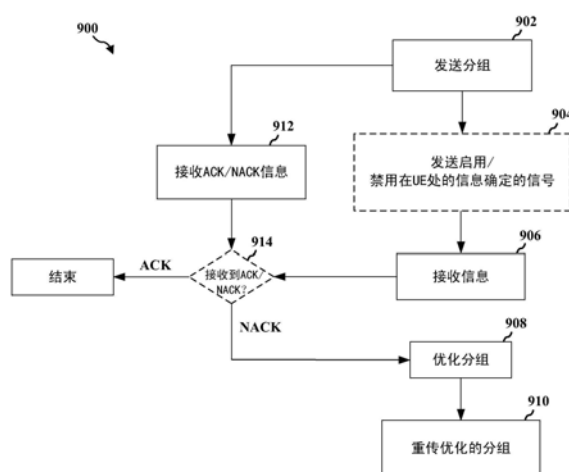 900
902
发送分组
904
发送启用/
禁用在UE处的信息确定的信号
912
接收ACK/NACK信息
906
接收信息
914
接收到ACK/
NACK?
ACK
结束
NACK
908
优化分组
910
重传优化的分组